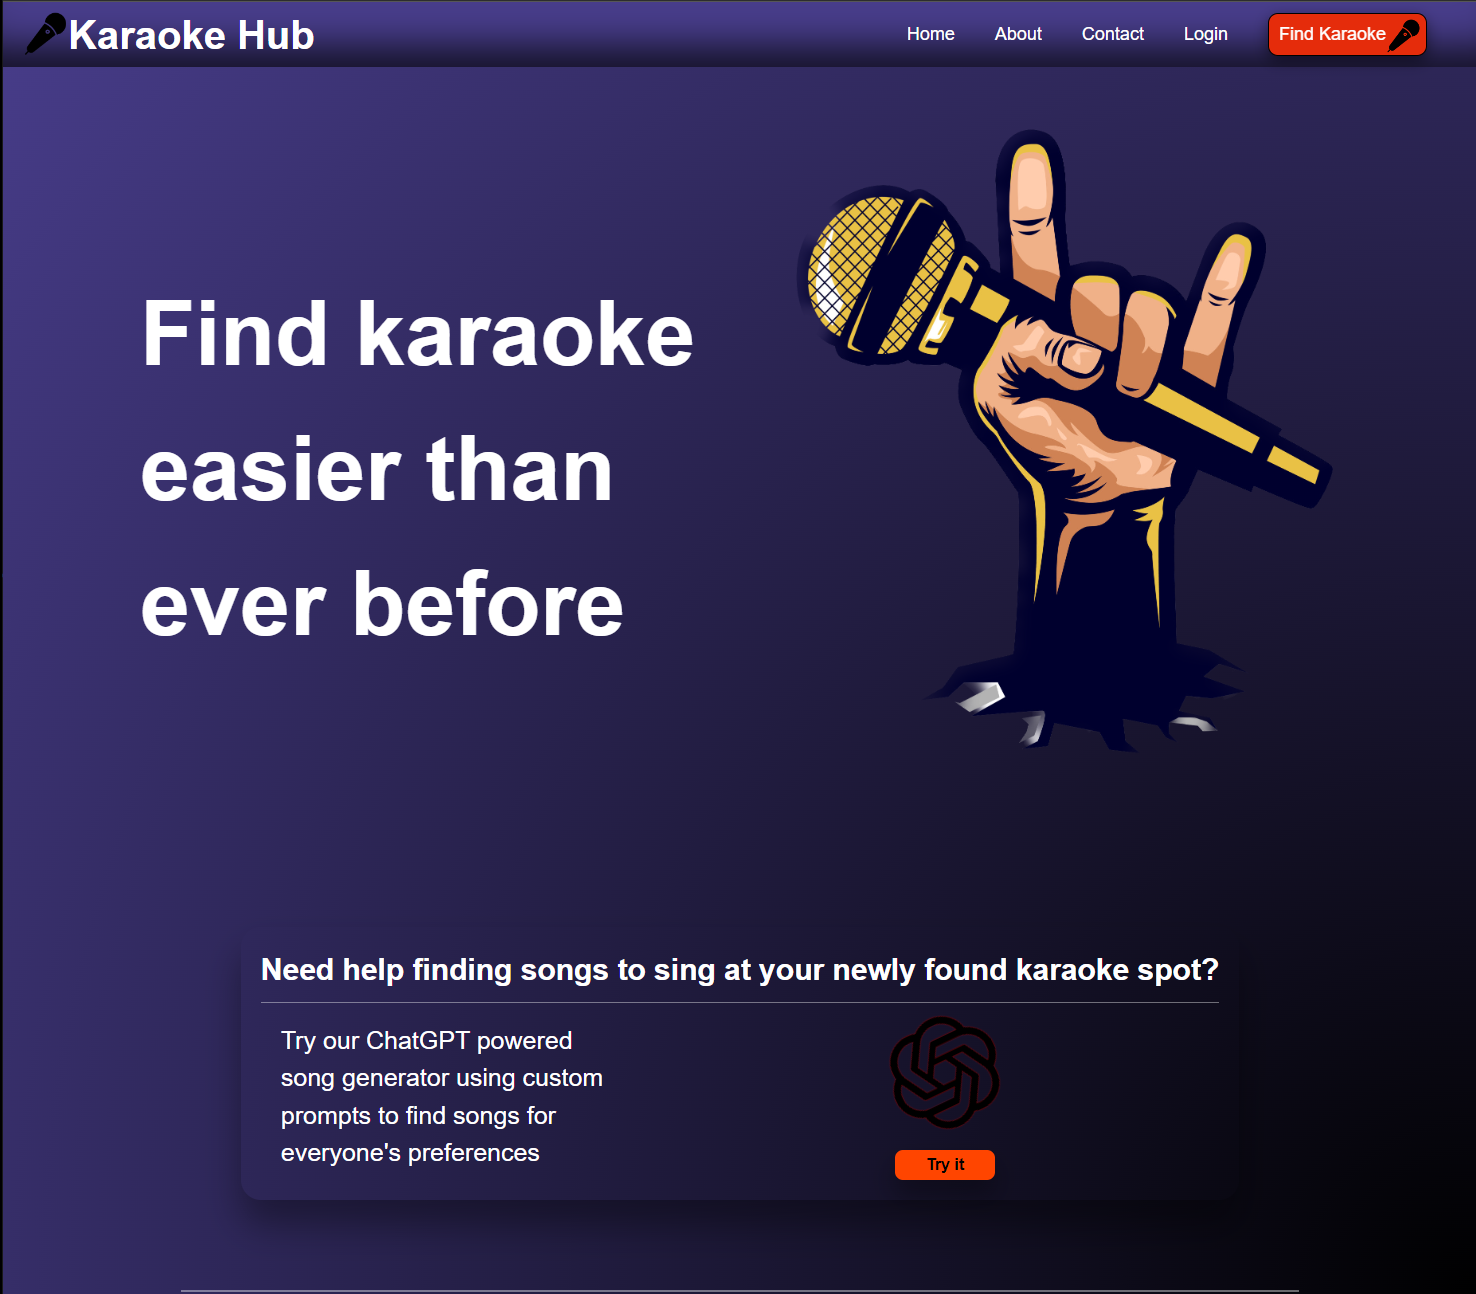 Karaoke Hub
Home About Contact Login Find Karaoke
Find karaoke
easier than
ever before
Need help finding songs to sing at your newly found karaoke spot?
Try our ChatGPT powered
song generator using custom
prompts to find songs for
everyone's preferences
Try it